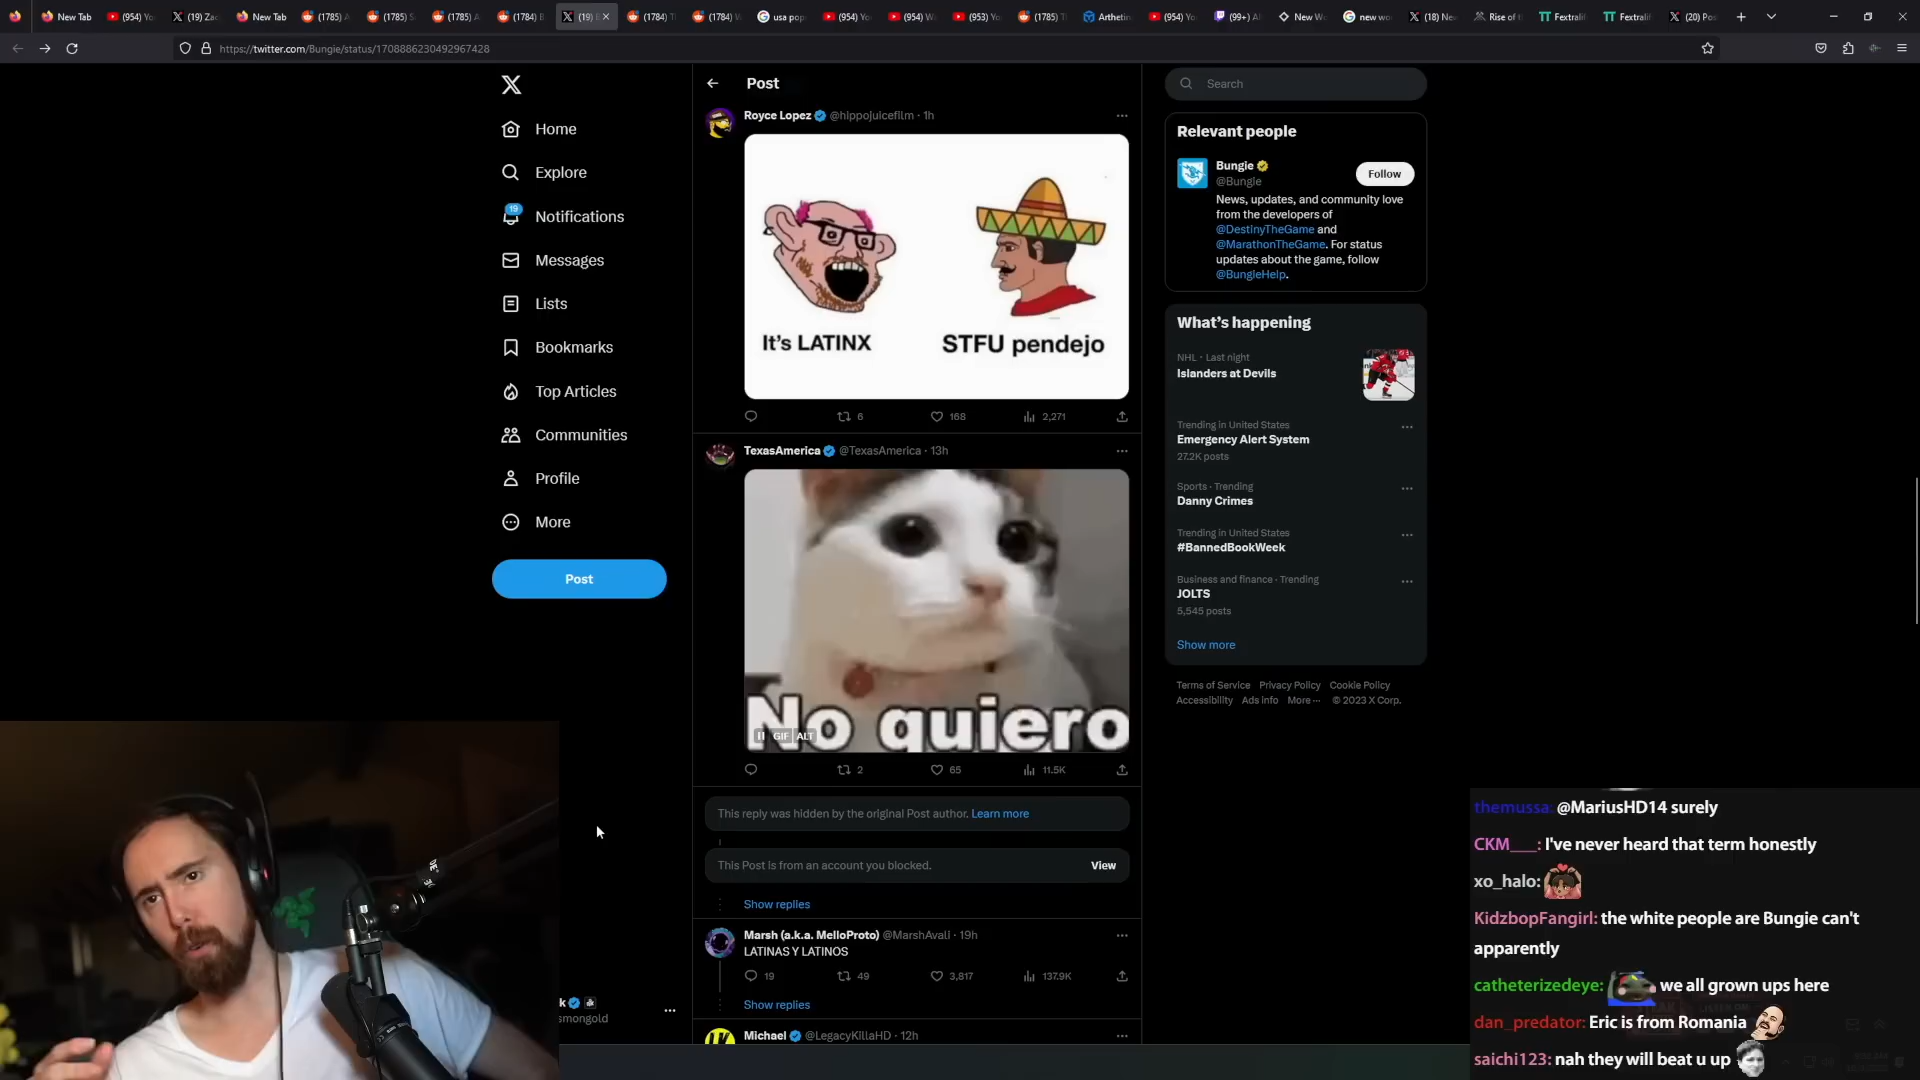 New Tab
(954) Yo
(19) Zac
New Tab
(1785) A
(1785) S
(1785) A
(1784) B
(19) B
(1784) T
(1784) W
usa pop
(954) Yo
(954) W
(953) Yo
(1785) T
Arthetin
(954) Yo
(99+) A
New W
new wo
(18) Ne
Rise of t
Fextralif
Fextralif
(20) Po
https://twitter.com/Bungie/status/1708886230492967428
Home
Explore
19
Notifications
Messages
Lists
Bookmarks
Top Articles
Communities
Profile
More
Post
Post
Royce Lopez @hippojuicefilm · 1h
It's LATINX
STFU pendejo
6 168 2,271
TexasAmerica @TexasAmerica · 13h
No quiero
GIF ALT
2 65 11.5K
This reply was hidden by the original Post author. Learn more
This Post is from an account you blocked.
View
Show replies
Marsh (a.k.a. MelloProto) @MarshAvali · 19h
LATINAS Y LATINOS
19 49 3,817 137.9K
Show replies
Michael @LegacyKillaHD · 12h
Search
Relevant people
Bungie
@Bungie
Follow
News, updates, and community love
from the developers of
@DestinyTheGame and
@MarathonTheGame. For status
updates about the game, follow
@BungieHelp.
What's happening
NHL · Last night
Islanders at Devils
Trending in United States
Emergency Alert System
27.2K posts
Sports · Trending
Danny Crimes
Trending in United States
#BannedBookWeek
Business and finance · Trending
JOLTS
5,545 posts
Show more
Terms of Service Privacy Policy Cookie Policy
Accessibility Ads info More ··· © 2023 X Corp.
k
smongold
themussa: @MariusHD14 surely
CKM___: I've never heard that term honestly
xo_halo:
KidzbopFangirl: the white people are Bungie can't
apparently
catheterizedeye: we all grown ups here
dan_predator: Eric is from Romania
saichi123: nah they will beat u up